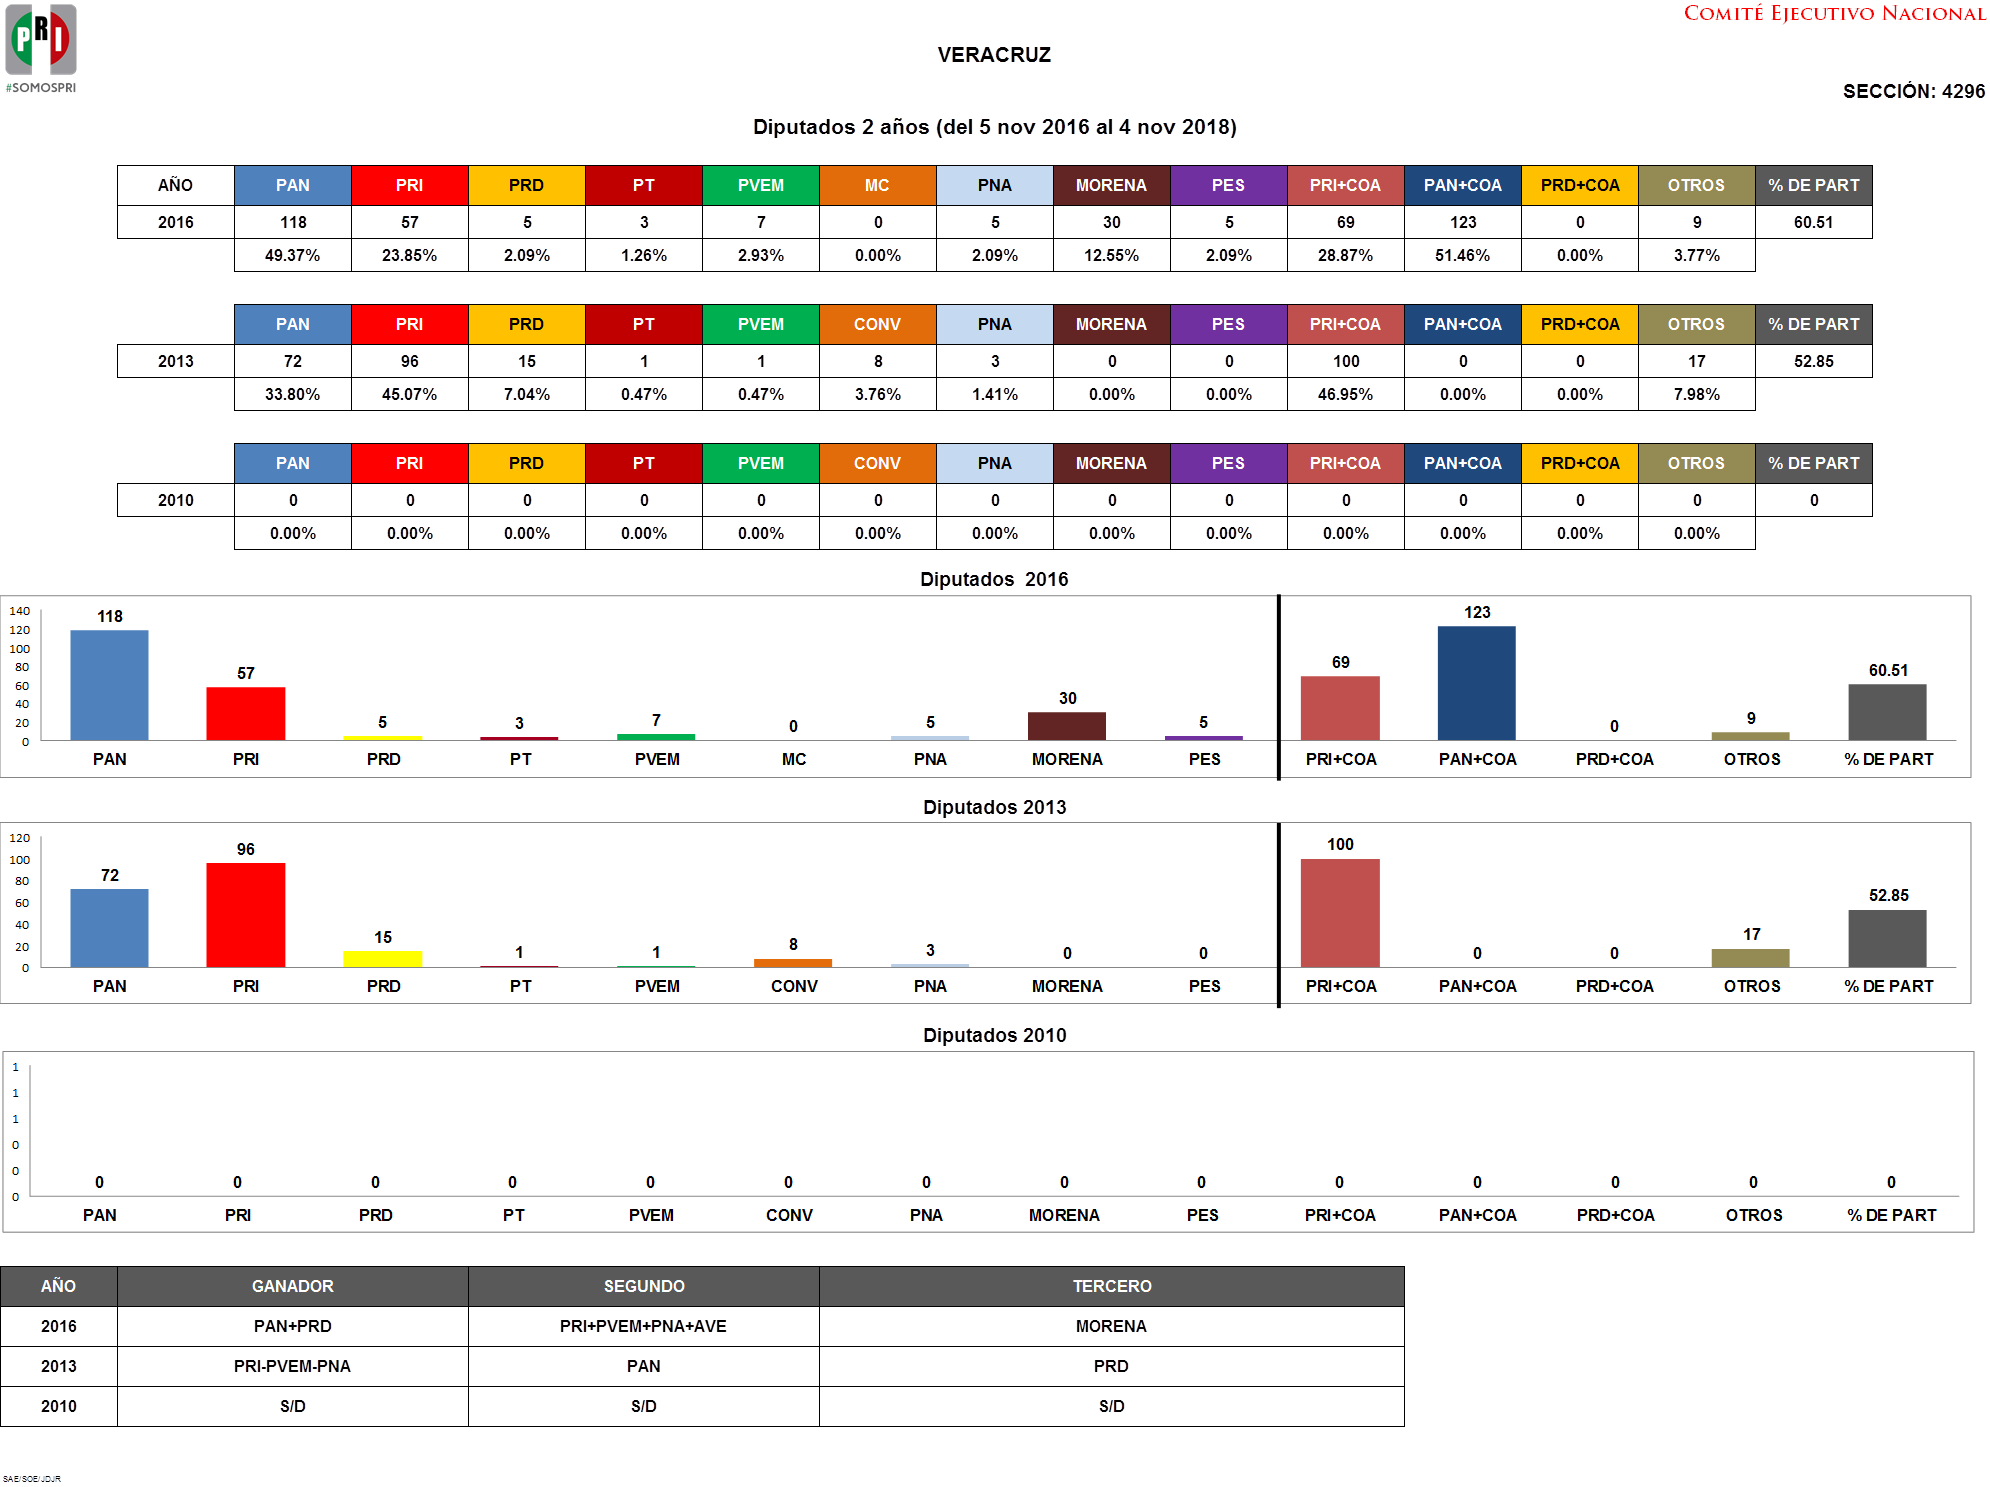 PRI
#SOMOSPRI
COMITÉ EJECUTIVO NACIONAL
VERACRUZ
SECCIÓN: 4296
Diputados 2 años (del 5 nov 2016 al 4 nov 2018)
AÑO PAN PRI PRD PT PVEM MC PNA MORENA PES PRI+COA PAN+COA PRD+COA OTROS % DE PART
2016 118 57 5 3 7 0 5 30 5 69 123 0 9 60.51
49.37% 23.85% 2.09% 1.26% 2.93% 0.00% 2.09% 12.55% 2.09% 28.87% 51.46% 0.00% 3.77%
PAN PRI PRD PT PVEM CONV PNA MORENA PES PRI+COA PAN+COA PRD+COA OTROS % DE PART
2013 72 96 15 1 1 8 3 0 0 100 0 0 17 52.85
33.80% 45.07% 7.04% 0.47% 0.47% 3.76% 1.41% 0.00% 0.00% 46.95% 0.00% 0.00% 7.98%
PAN PRI PRD PT PVEM CONV PNA MORENA PES PRI+COA PAN+COA PRD+COA OTROS % DE PART
2010 0 0 0 0 0 0 0 0 0 0 0 0 0 0
0.00% 0.00% 0.00% 0.00% 0.00% 0.00% 0.00% 0.00% 0.00% 0.00% 0.00% 0.00% 0.00%
Diputados 2016
140
120
100
80
60
40
20
0
118 57 5 3 7 0 5 30 5 69 123 0 9 60.51
PAN PRI PRD PT PVEM MC PNA MORENA PES PRI+COA PAN+COA PRD+COA OTROS % DE PART
Diputados 2013
120
100
80
60
40
20
0
72 96 15 1 1 8 3 0 0 100 0 0 17 52.85
PAN PRI PRD PT PVEM CONV PNA MORENA PES PRI+COA PAN+COA PRD+COA OTROS % DE PART
Diputados 2010
1
1
1
0
0
0
0 0 0 0 0 0 0 0 0 0 0 0 0 0
PAN PRI PRD PT PVEM CONV PNA MORENA PES PRI+COA PAN+COA PRD+COA OTROS % DE PART
AÑO GANADOR SEGUNDO TERCERO
2016 PAN+PRD PRI+PVEM+PNA+AVE MORENA
2013 PRI-PVEM-PNA PAN PRD
2010 S/D S/D S/D
SAE/SOE/JDJR